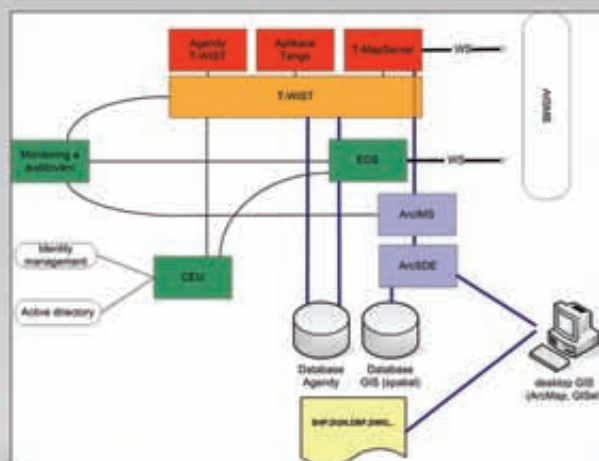 Agendy
T-WIST
Aplikace
Tango
T-MapServer
WS
T-WIST
Monitoring a
auditování
EOS
WS
ArcIMS
Identity
management
CEU
ArcSDE
Active directory
Database
Agendy
Database
GIS (spatial)
desktop GIS
(ArcMap, GISel)
SHP,DGN,DBF,DWG,..